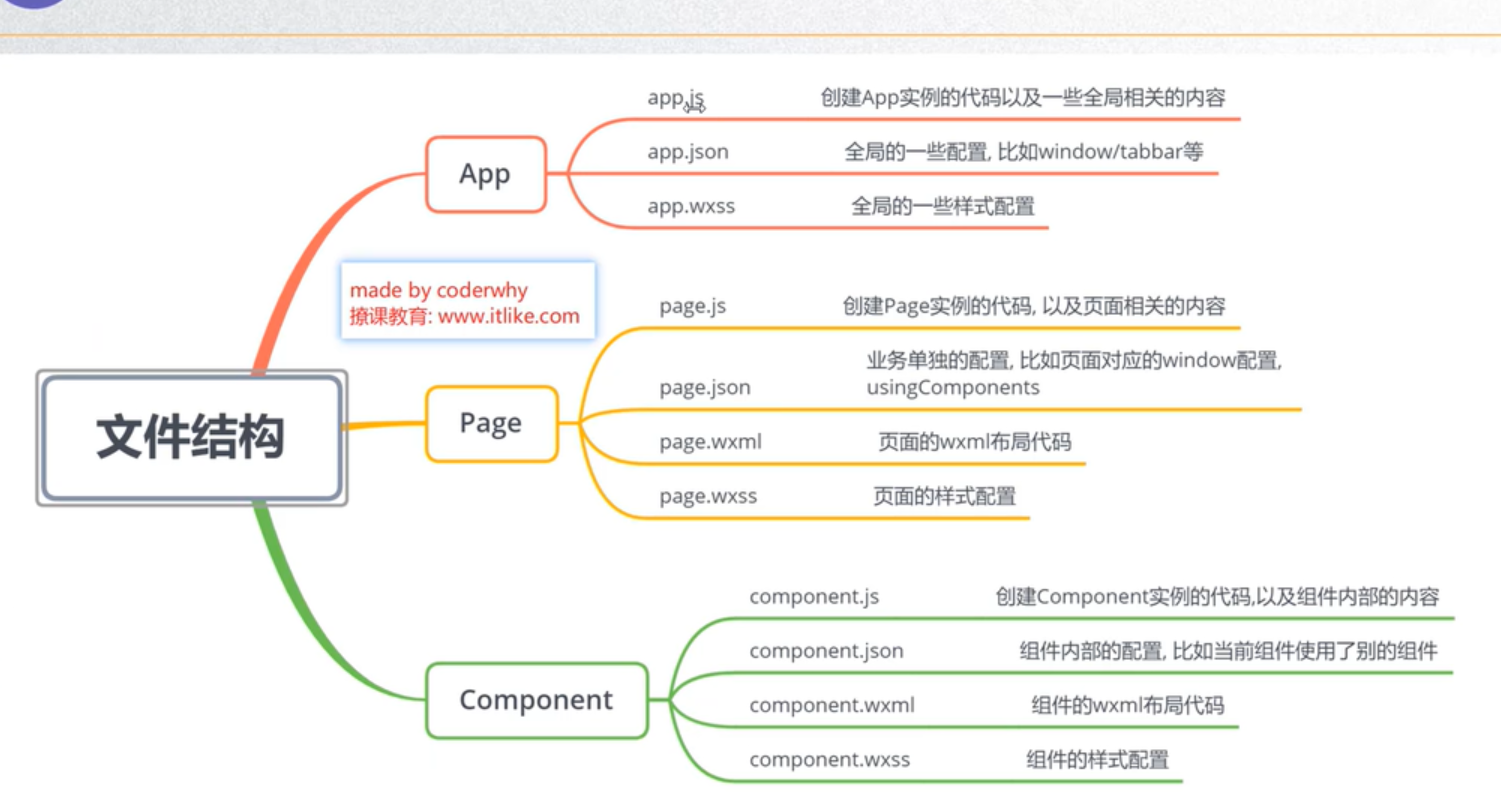 app.js 创建App实例的代码以及一些全局相关的内容
app.json 全局的一些配置, 比如window/tabbar等
App
app.wxss 全局的一些样式配置
made by coderwhy
撩课教育: www.itlike.com
page.js 创建Page实例的代码, 以及页面相关的内容
业务单独的配置, 比如页面对应的window配置,
page.json usingComponents
Page
文件结构
page.wxml 页面的wxml布局代码
page.wxss 页面的样式配置
component.js 创建Component实例的代码,以及组件内部的内容
component.json 组件内部的配置, 比如当前组件使用了别的组件
Component
component.wxml 组件的wxml布局代码
component.wxss 组件的样式配置